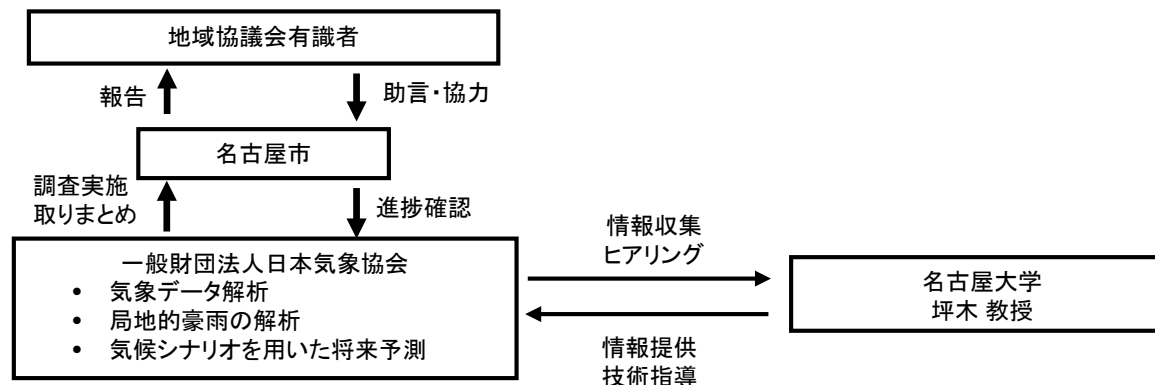 地域協議会有識者
報告
助言・協力
名古屋市
調査実施
取りまとめ
進捗確認
一般財団法人日本気象協会
• 気象データ解析
• 局地的豪雨の解析
• 気候シナリオを用いた将来予測
情報収集
ヒアリング
名古屋大学
坪木 教授
情報提供
技術指導